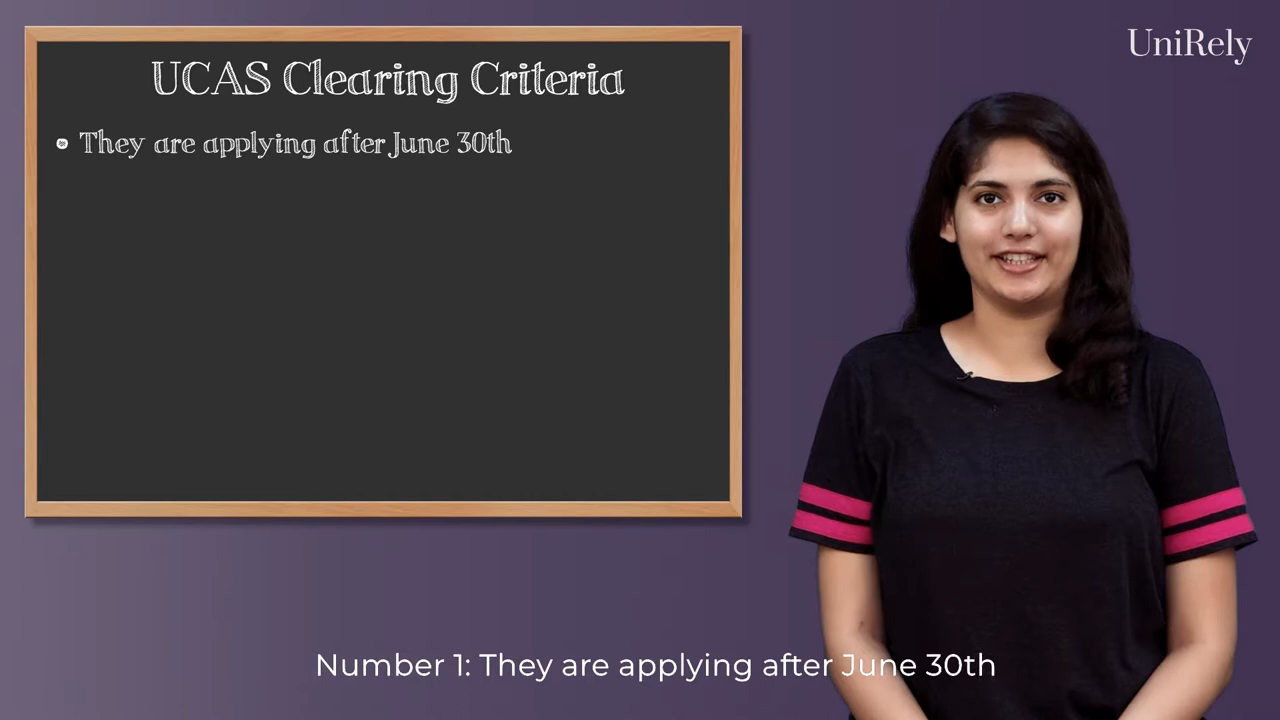 UniRely
UCAS Clearing Criteria
They are applying after June 30th
Number 1: They are applying after June 30th